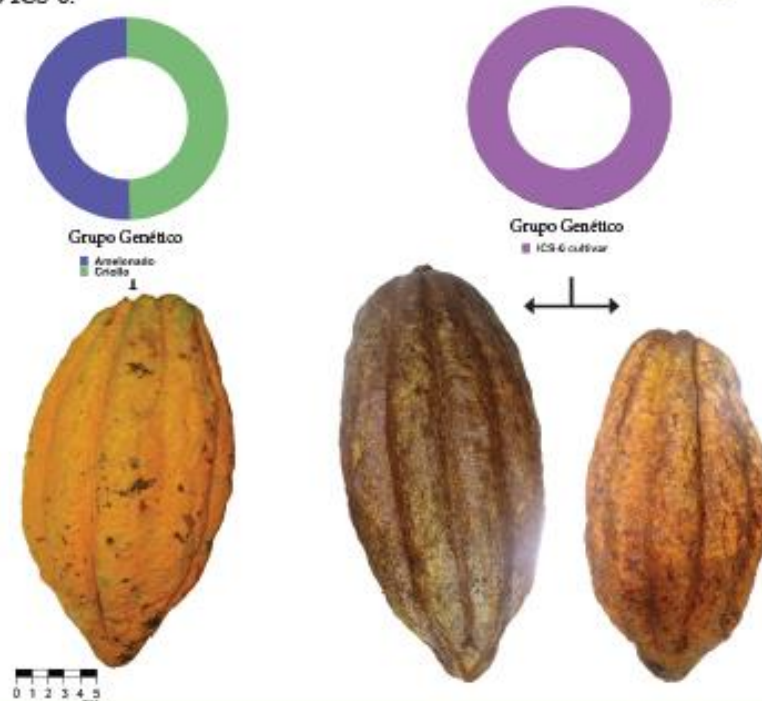 Grupo Genético
Amelonado
Criollo
Grupo Genético
ICS-6 cultivar
0 1 2 3 4 5